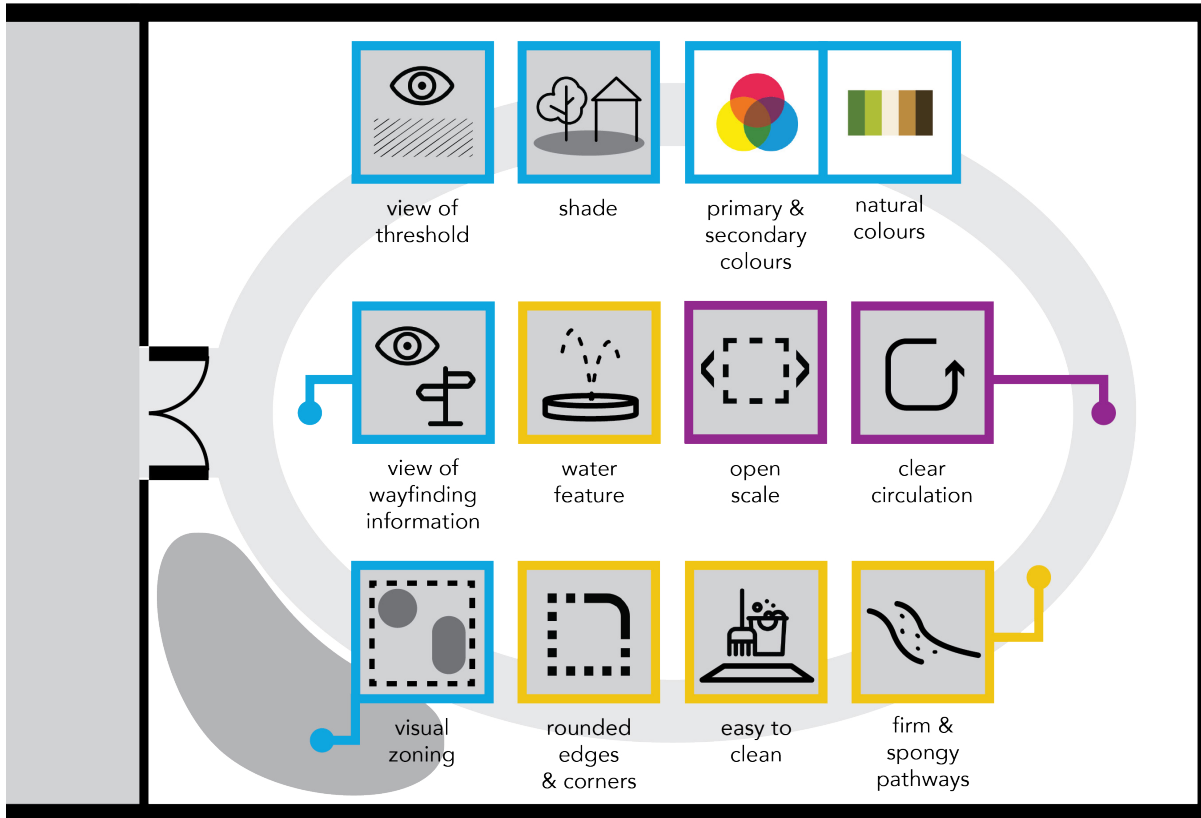 view of
threshold
shade
primary &
secondary
colours
natural
colours
view of
wayfinding
information
water
feature
open
scale
clear
circulation
visual
zoning
rounded
edges
& corners
easy to
clean
firm &
spongy
pathways